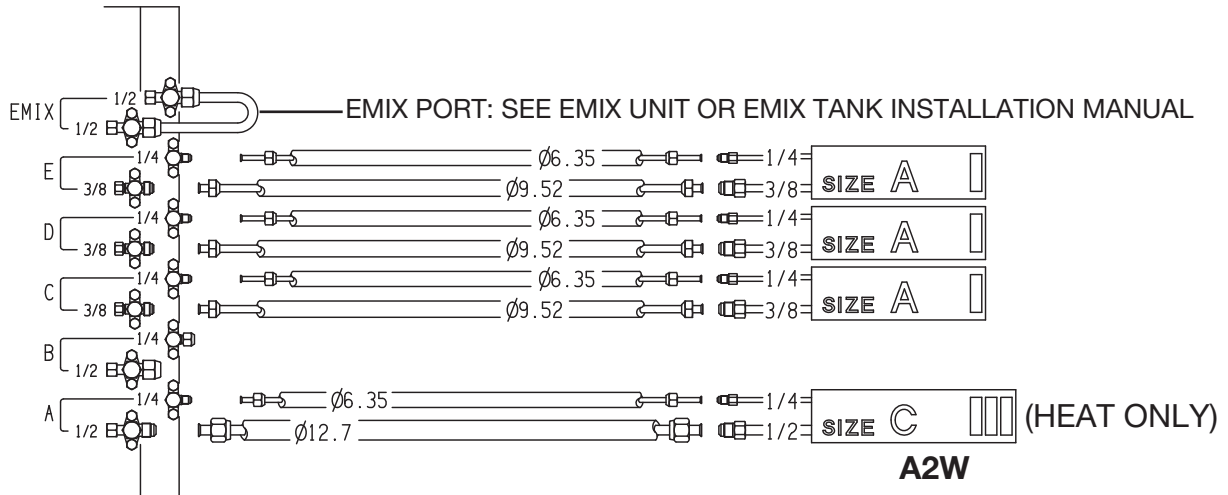 1/2
EMIX
1/2
EMIX PORT: SEE EMIX UNIT OR EMIX TANK INSTALLATION MANUAL
1/4 Ø6.35 1/4
E
3/8 Ø9.52 3/8 SIZE A
1/4 Ø6.35 1/4
D
3/8 Ø9.52 3/8 SIZE A
1/4 Ø6.35 1/4
C
3/8 Ø9.52 3/8 SIZE A
1/4
B
1/2
1/4 Ø6.35 1/4
A
1/2 Ø12.7 1/2 SIZE C (HEAT ONLY)
A2W